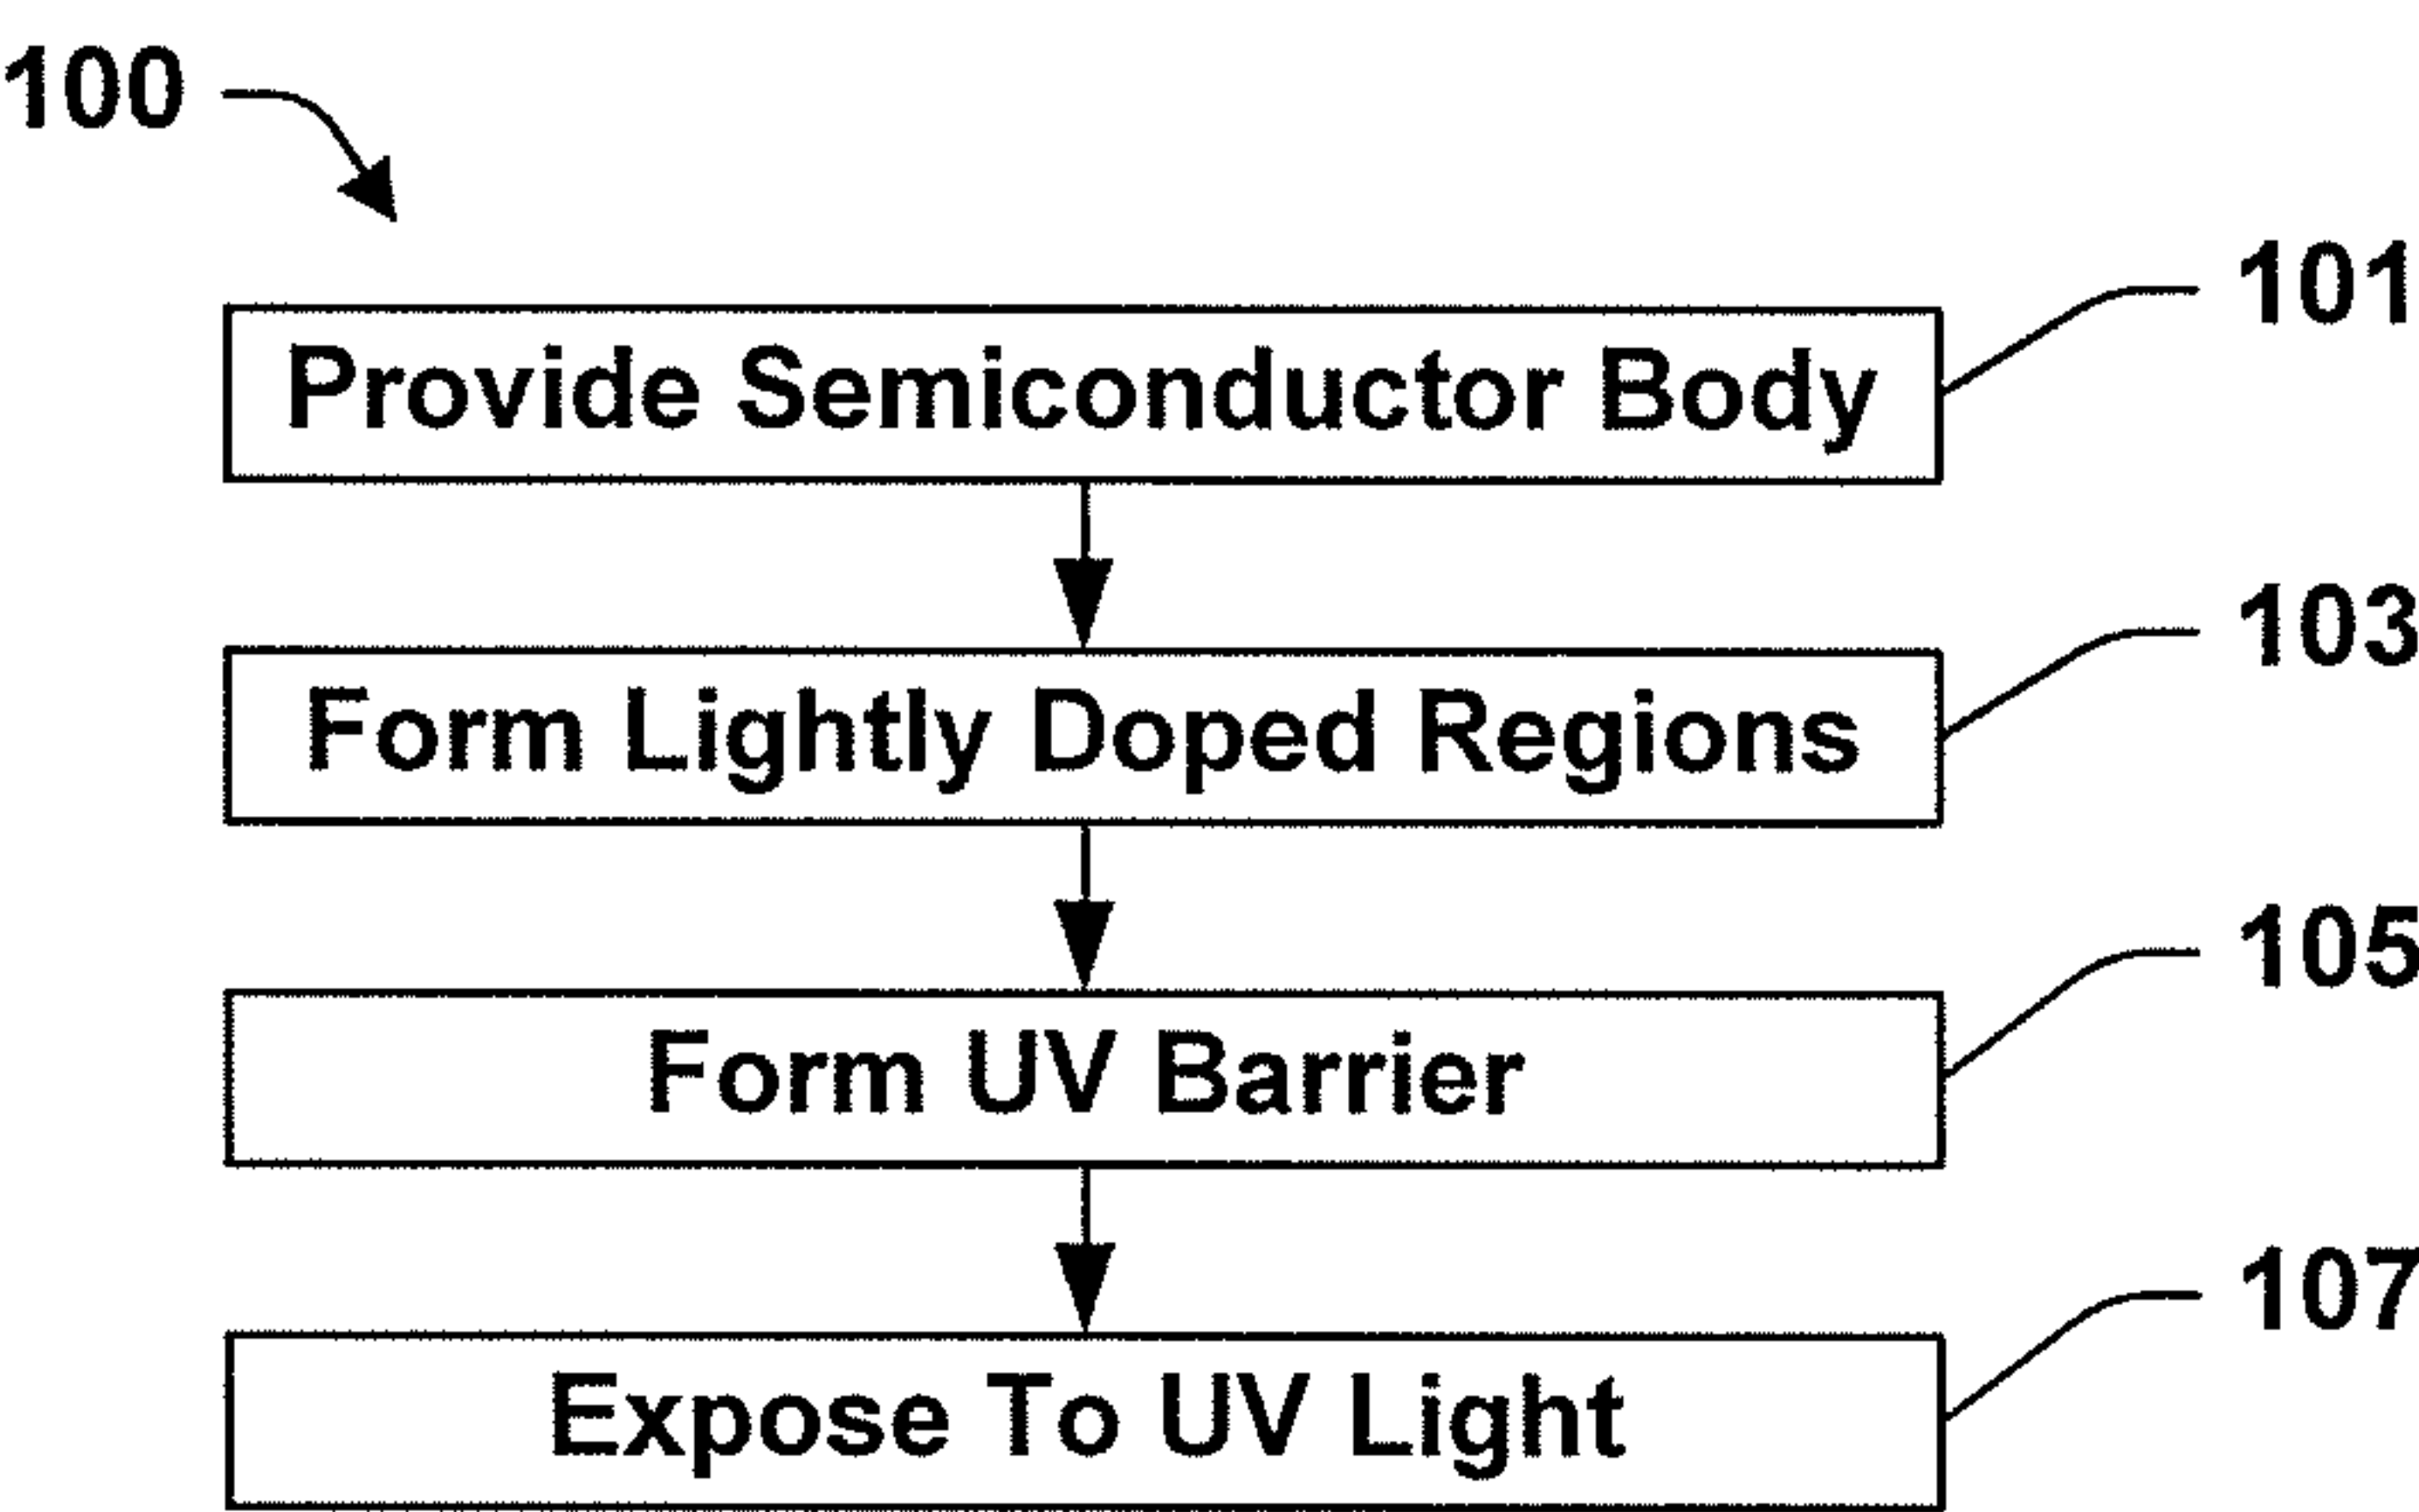 100
101
Provide Semiconductor Body
103
Form Lightly Doped Regions
105
Form UV Barrier
107
Expose To UV Light